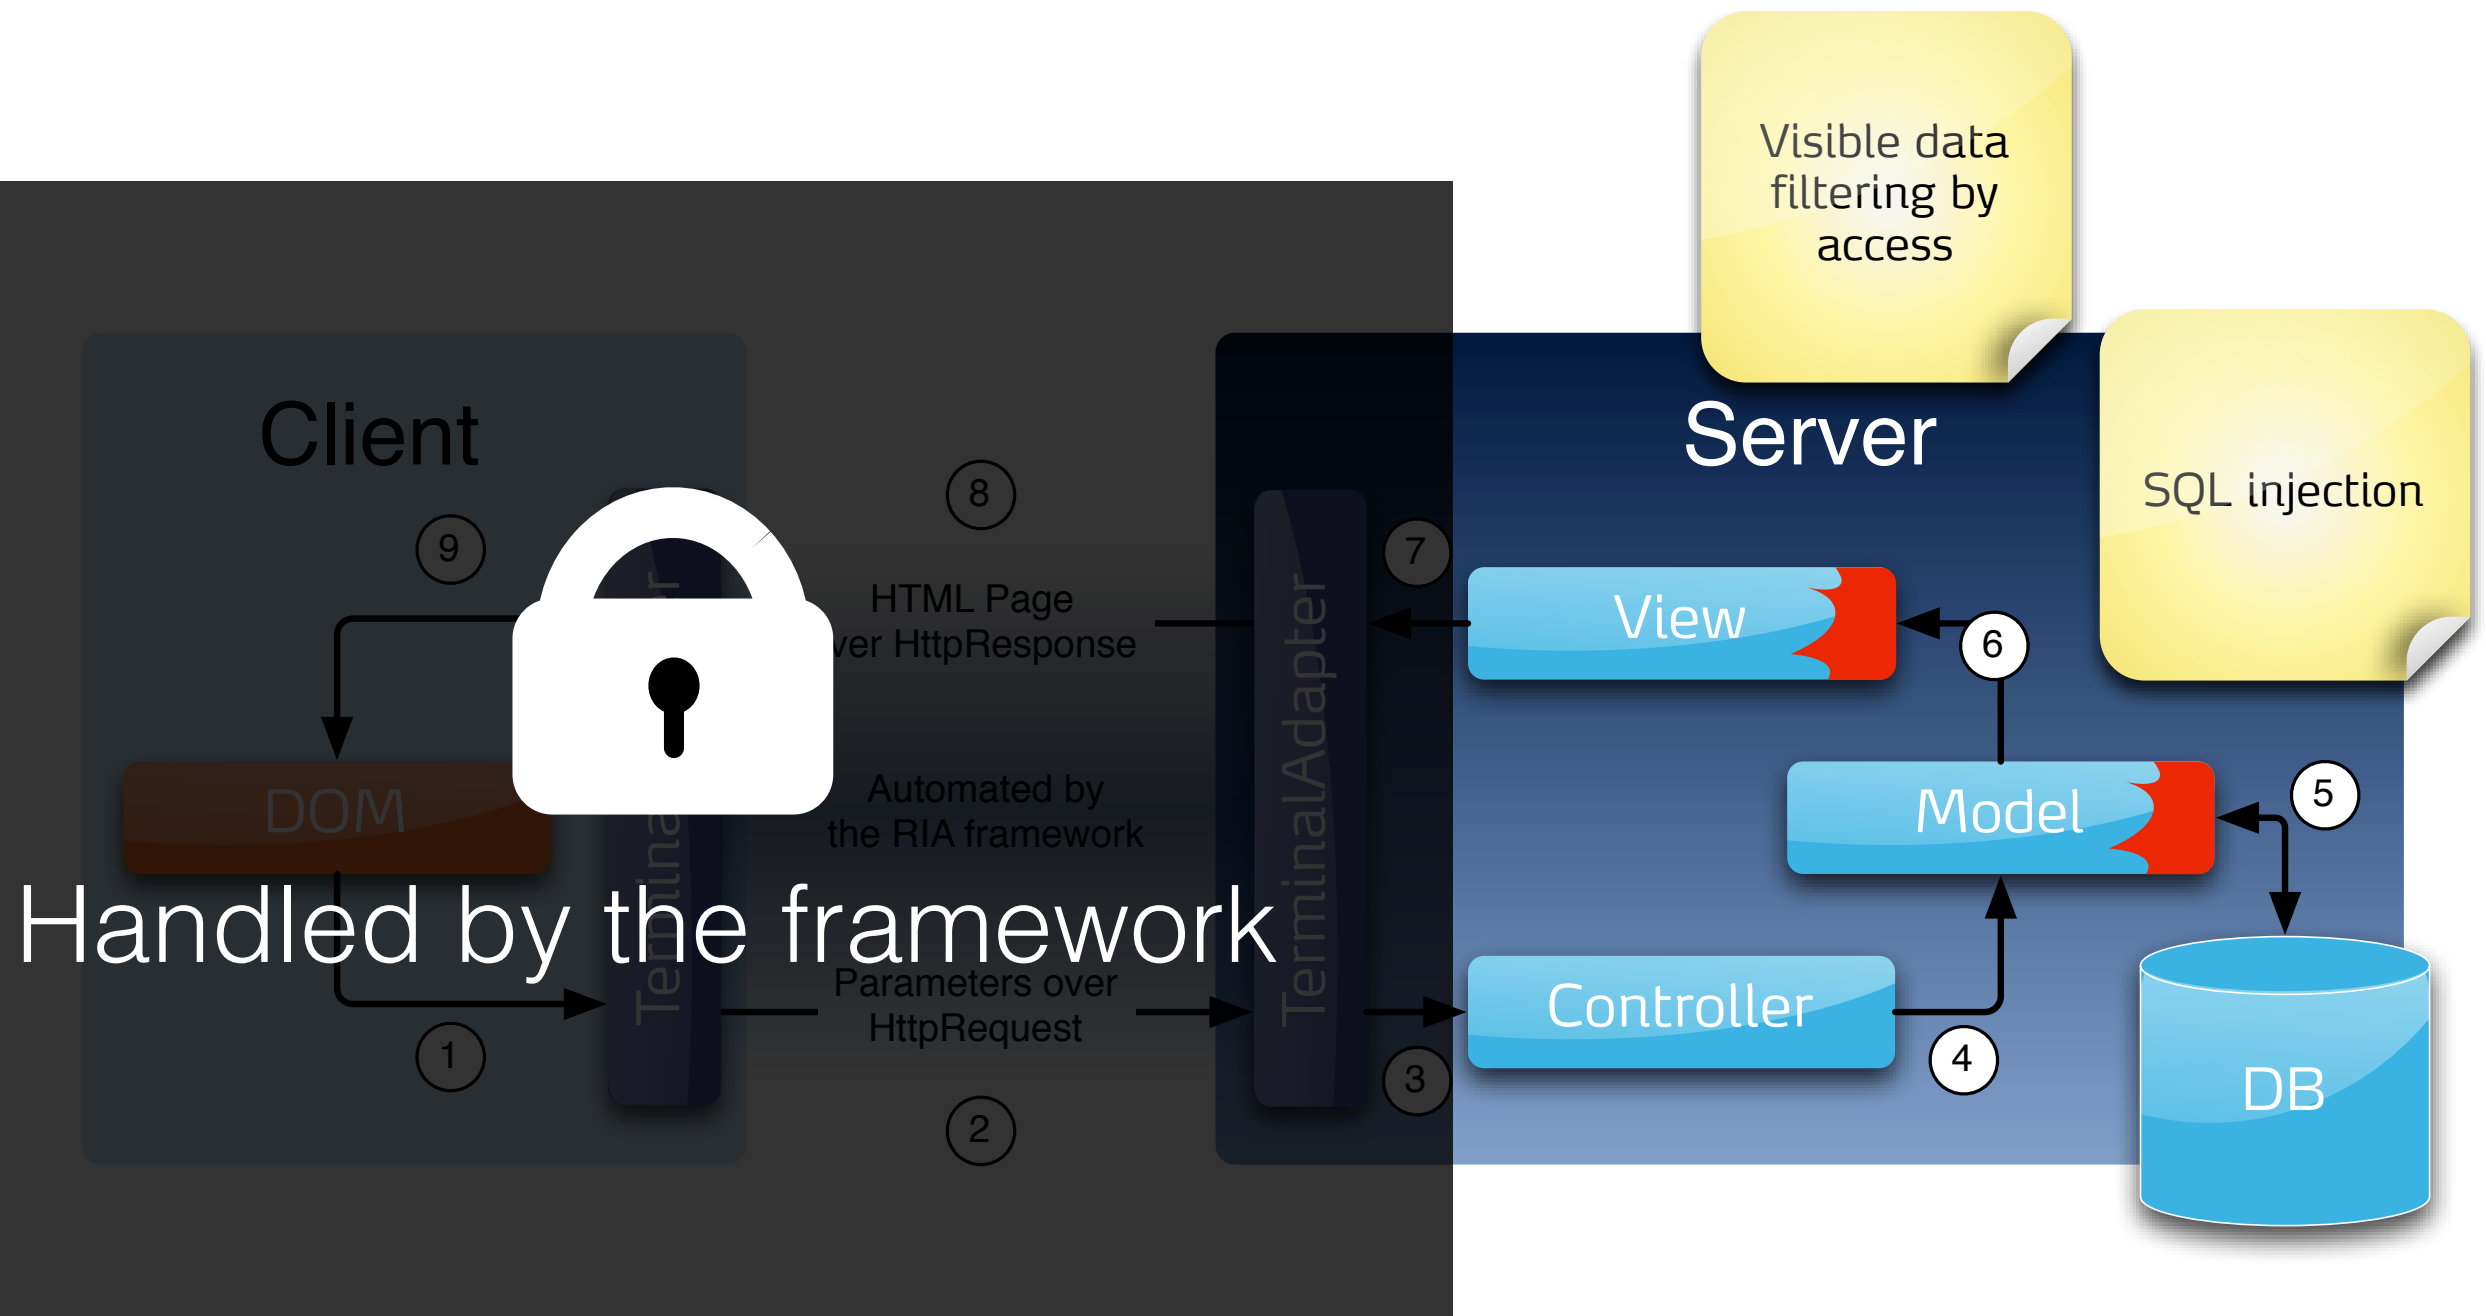 Visible data
filtering by
access
Client
Server
SQL injection
8
9
7
HTML Page
ver HttpResponse
View
6
TerminalAdapter
Automated by
the RIA framework
DOM
Model
5
Handled by the framework
Parameters over
HttpRequest
Controller
1
3
4
2
DB